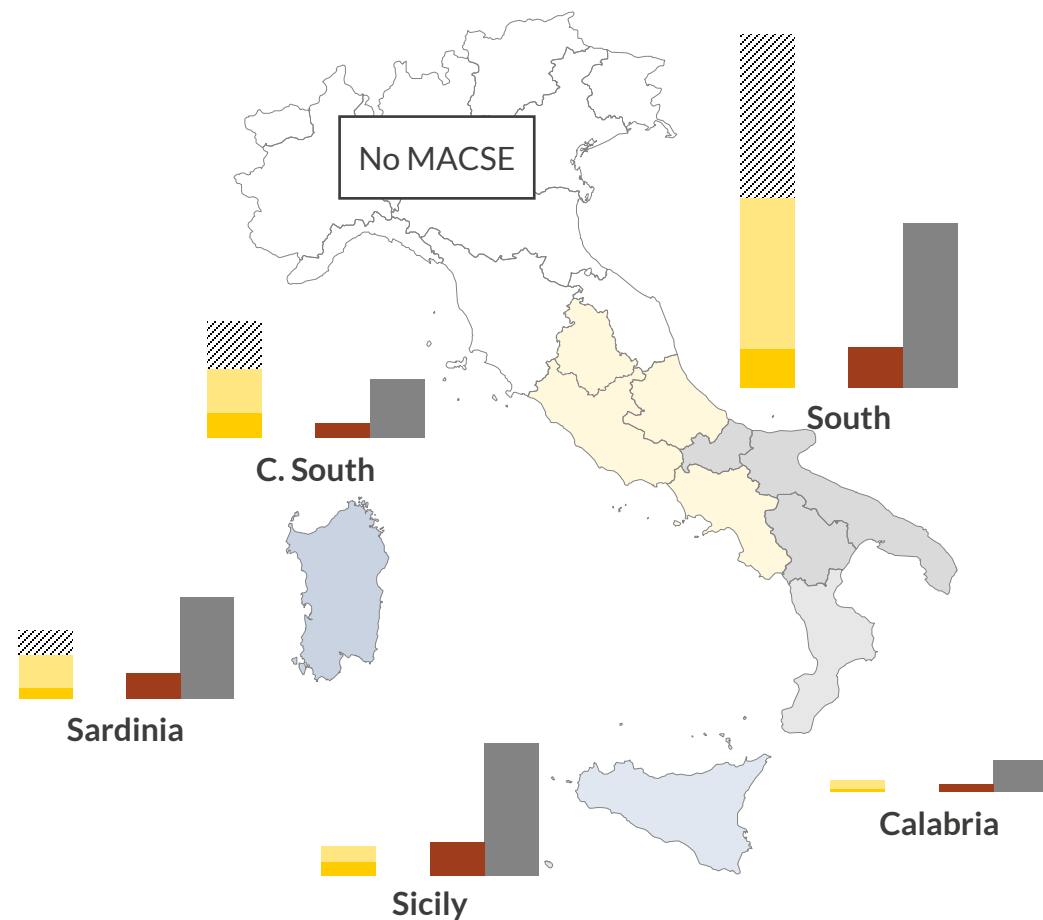 No MACSE
South
C. South
Sardinia
Calabria
Sicily